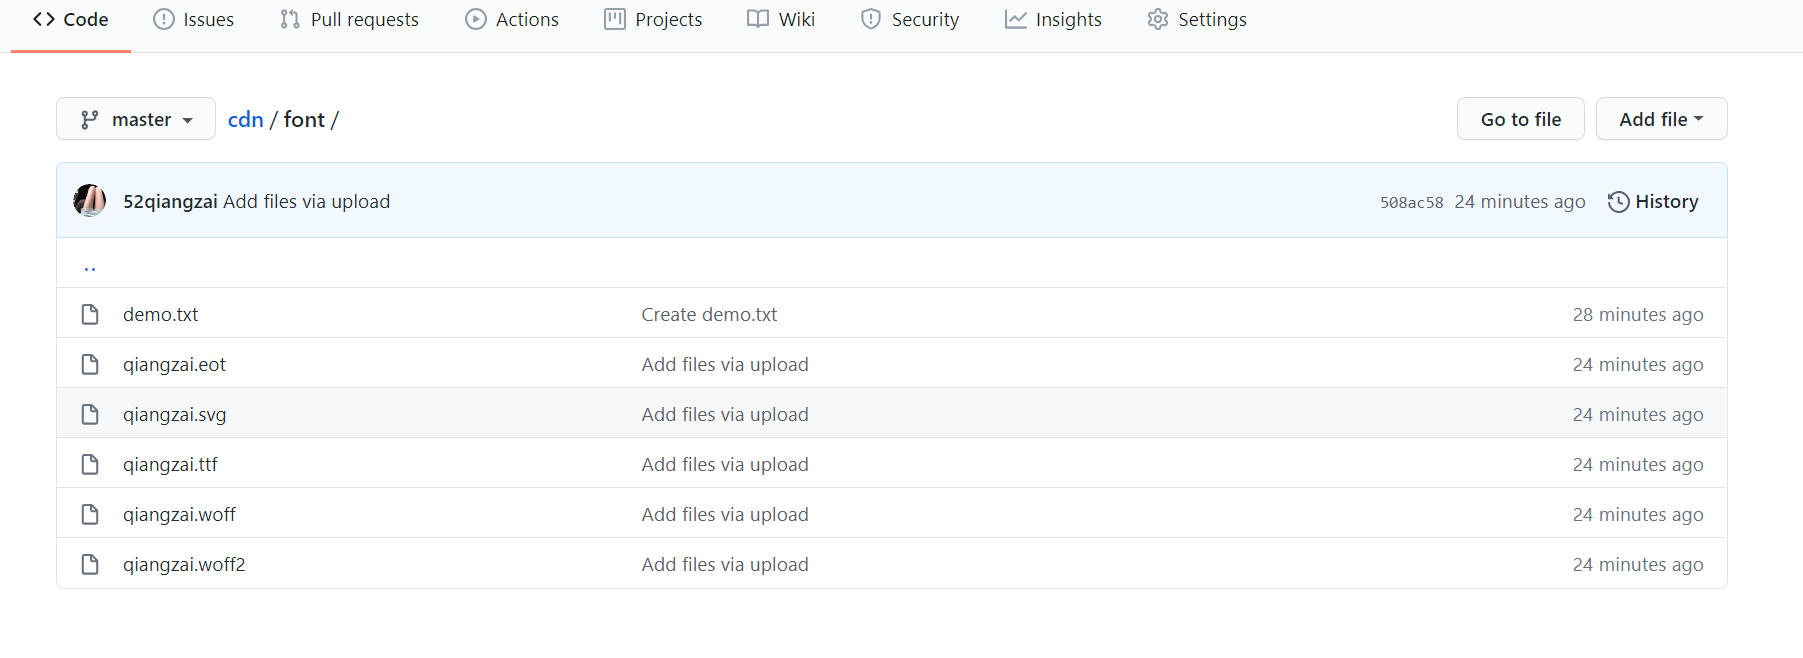 Code Issues Pull requests Actions Projects Wiki Security Insights Settings
master cdn / font / Go to file Add file
52qiangzai Add files via upload 508ac58 24 minutes ago History
..
demo.txt Create demo.txt 28 minutes ago
qiangzai.eot Add files via upload 24 minutes ago
qiangzai.svg Add files via upload 24 minutes ago
qiangzai.ttf Add files via upload 24 minutes ago
qiangzai.woff Add files via upload 24 minutes ago
qiangzai.woff2 Add files via upload 24 minutes ago